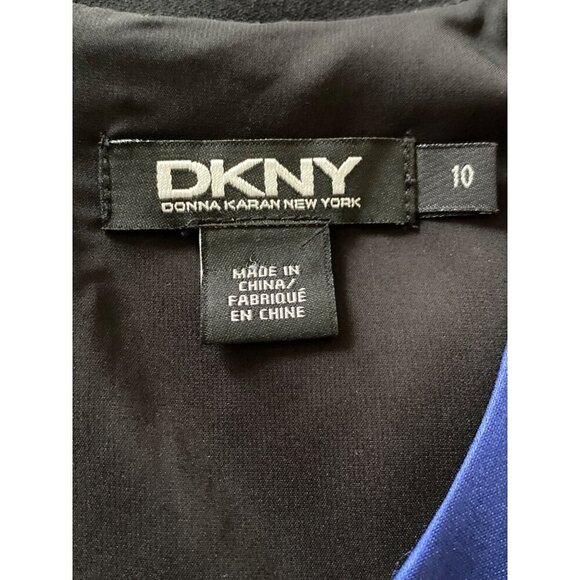 DKNY
DONNA KARAN NEW YORK
10
MADE IN
CHINA/
FABRIQUÉ
EN CHINE